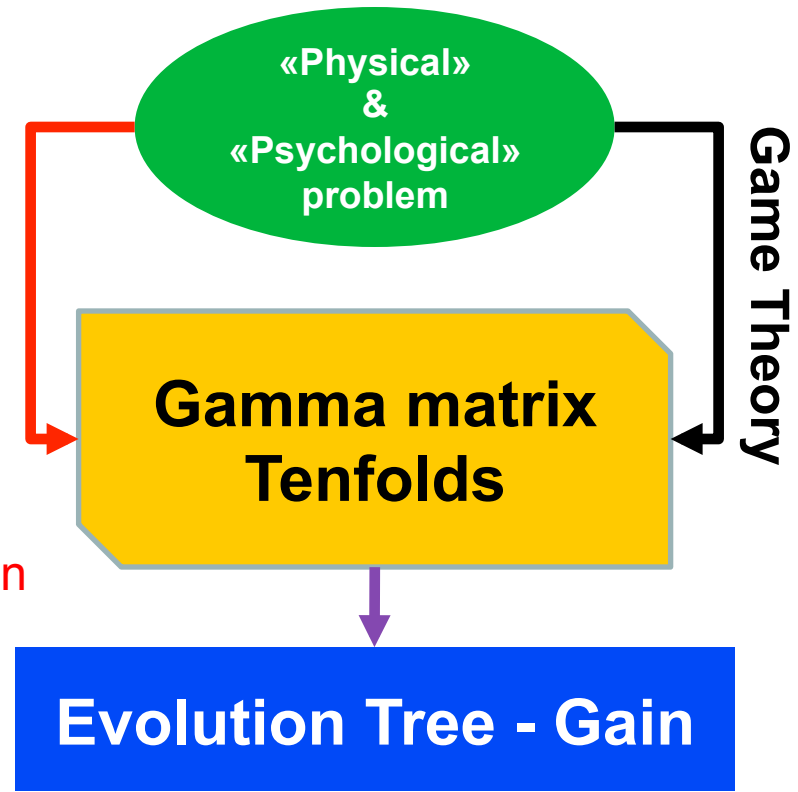 «Physical»
&
«Psychological»
problem
Game Theory
Gamma matrix
Tenfolds
n
Evolution Tree - Gain